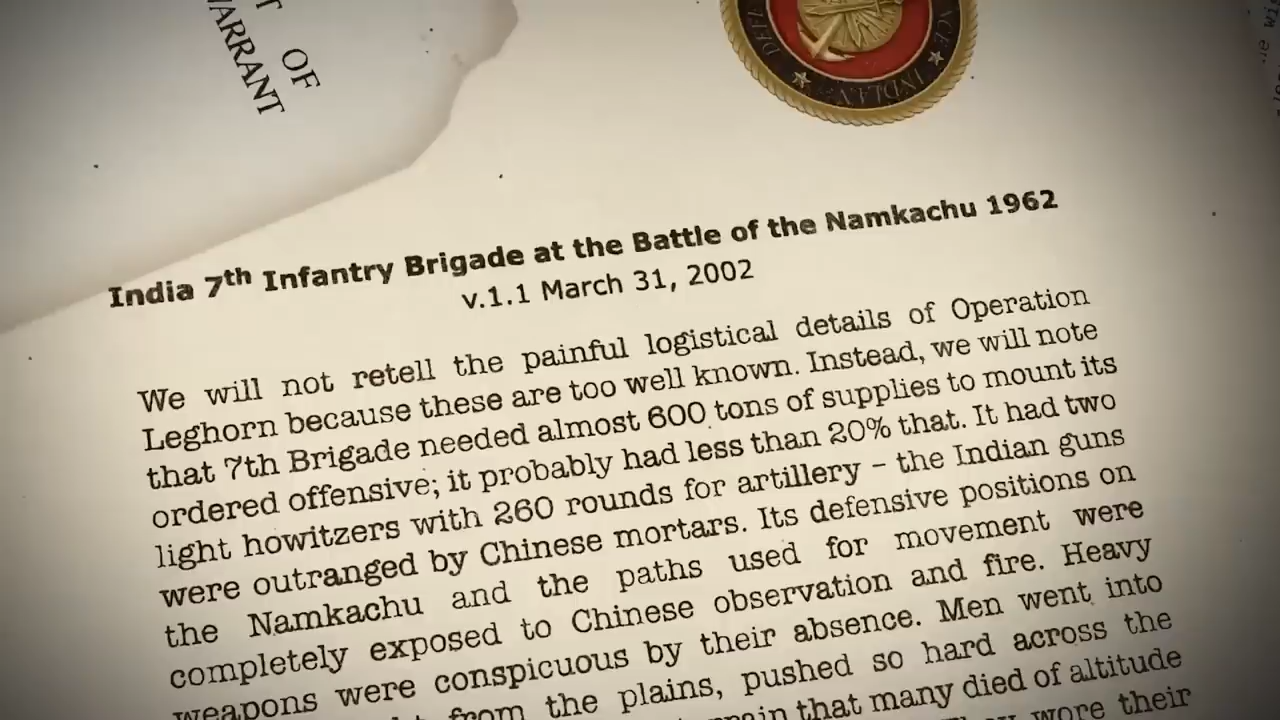 OF
WARRANT
INDIAN
India 7th Infantry Brigade at the Battle of the Namkachu 1962
v.1.1 March 31, 2002
We will not retell the painful logistical details of Operation
Leghorn because these are too well known. Instead, we will note
that 7th Brigade needed almost 600 tons of supplies to mount its
ordered offensive; it probably had less than 20% that. It had two
light howitzers with 260 rounds for artillery – the Indian guns
were outranged by Chinese mortars. Its defensive positions on
the Namkachu and the paths used for movement were
completely exposed to Chinese observation and fire. Heavy
weapons were conspicuous by their absence. Men went into
from the plains, pushed so hard across the
that many died of altitude
wore their